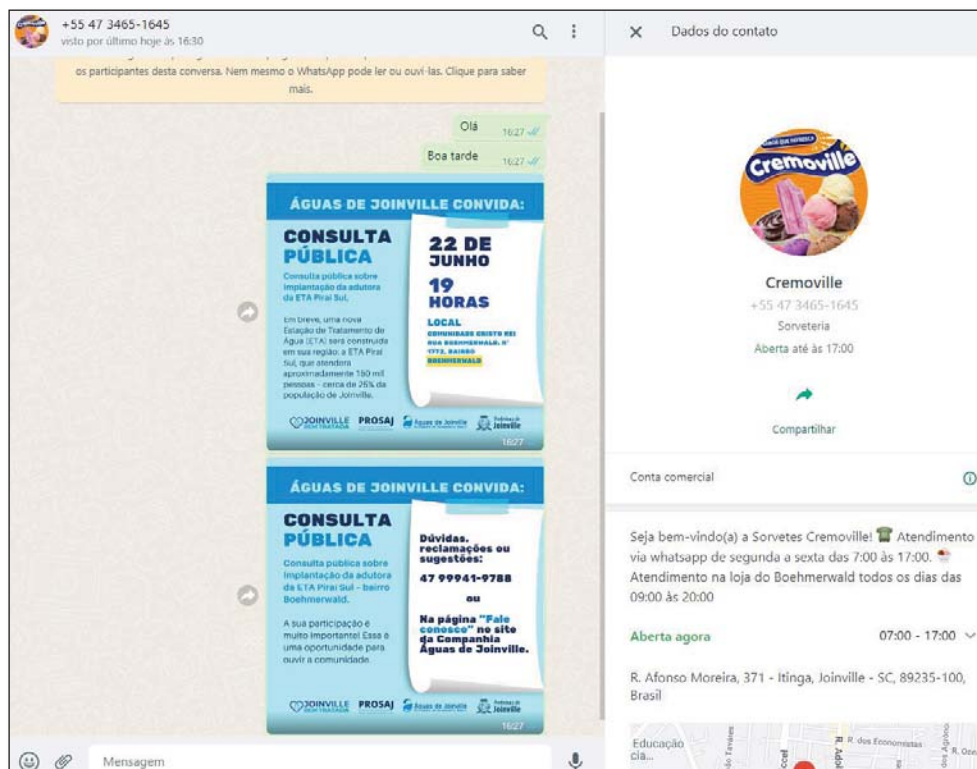 +55 47 3465-1645
visto por último hoje às 16:30
os participantes desta conversa. Nem mesmo o WhatsApp pode ler ou ouvi-las. Clique para saber
mais.
Olá 16:27
Boa tarde 16:27
ÁGUAS DE JOINVILLE CONVIDA:
CONSULTA
PÚBLICA
Consulta pública sobre
implantação da adutora
da ETA Piraí Sul.
Em breve, uma nova
Estação de Tratamento de
Água (ETA) será construída
em sua região: a ETA Piraí
Sul, que atenderá
aproximadamente 150 mil
pessoas - cerca de 25% da
população de Joinville.
22 DE
JUNHO
19
HORAS
LOCAL
COMUNIDADE CRISTO REI
RUA BOEHMERWALD, N°
1772, BAIRRO
BOEHMERWALD
JOINVILLE
BEM TRATADA
PROSAJ
Águas de Joinville
Prefeitura de
Joinville
16:27
ÁGUAS DE JOINVILLE CONVIDA:
CONSULTA
PÚBLICA
Consulta pública sobre
implantação da adutora
da ETA Piraí Sul - bairro
Boehmerwald.
A sua participação é
muito importante! Essa é
uma oportunidade para
ouvir a comunidade.
Dúvidas,
reclamações ou
sugestões:
47 99941-9788
ou
Na página "Fale
conosco" no site
da Companhia
Águas de Joinville.
JOINVILLE
BEM TRATADA
PROSAJ
Águas de Joinville
Prefeitura de
Joinville
16:27
Mensagem
Dados do contato
Cremoville
Cremoville
+55 47 3465-1645
Sorveteria
Aberta até às 17:00
Compartilhar
Conta comercial
Seja bem-vindo(a) a Sorvetes Cremoville! Atendimento
via whatsapp de segunda a sexta das 7:00 às 17:00.
Atendimento na loja do Boehmerwald todos os dias das
09:00 às 20:00
Aberta agora 07:00 - 17:00
R. Afonso Moreira, 371 - Itinga, Joinville - SC, 89235-100,
Brasil
Educação
R. dos Economistas